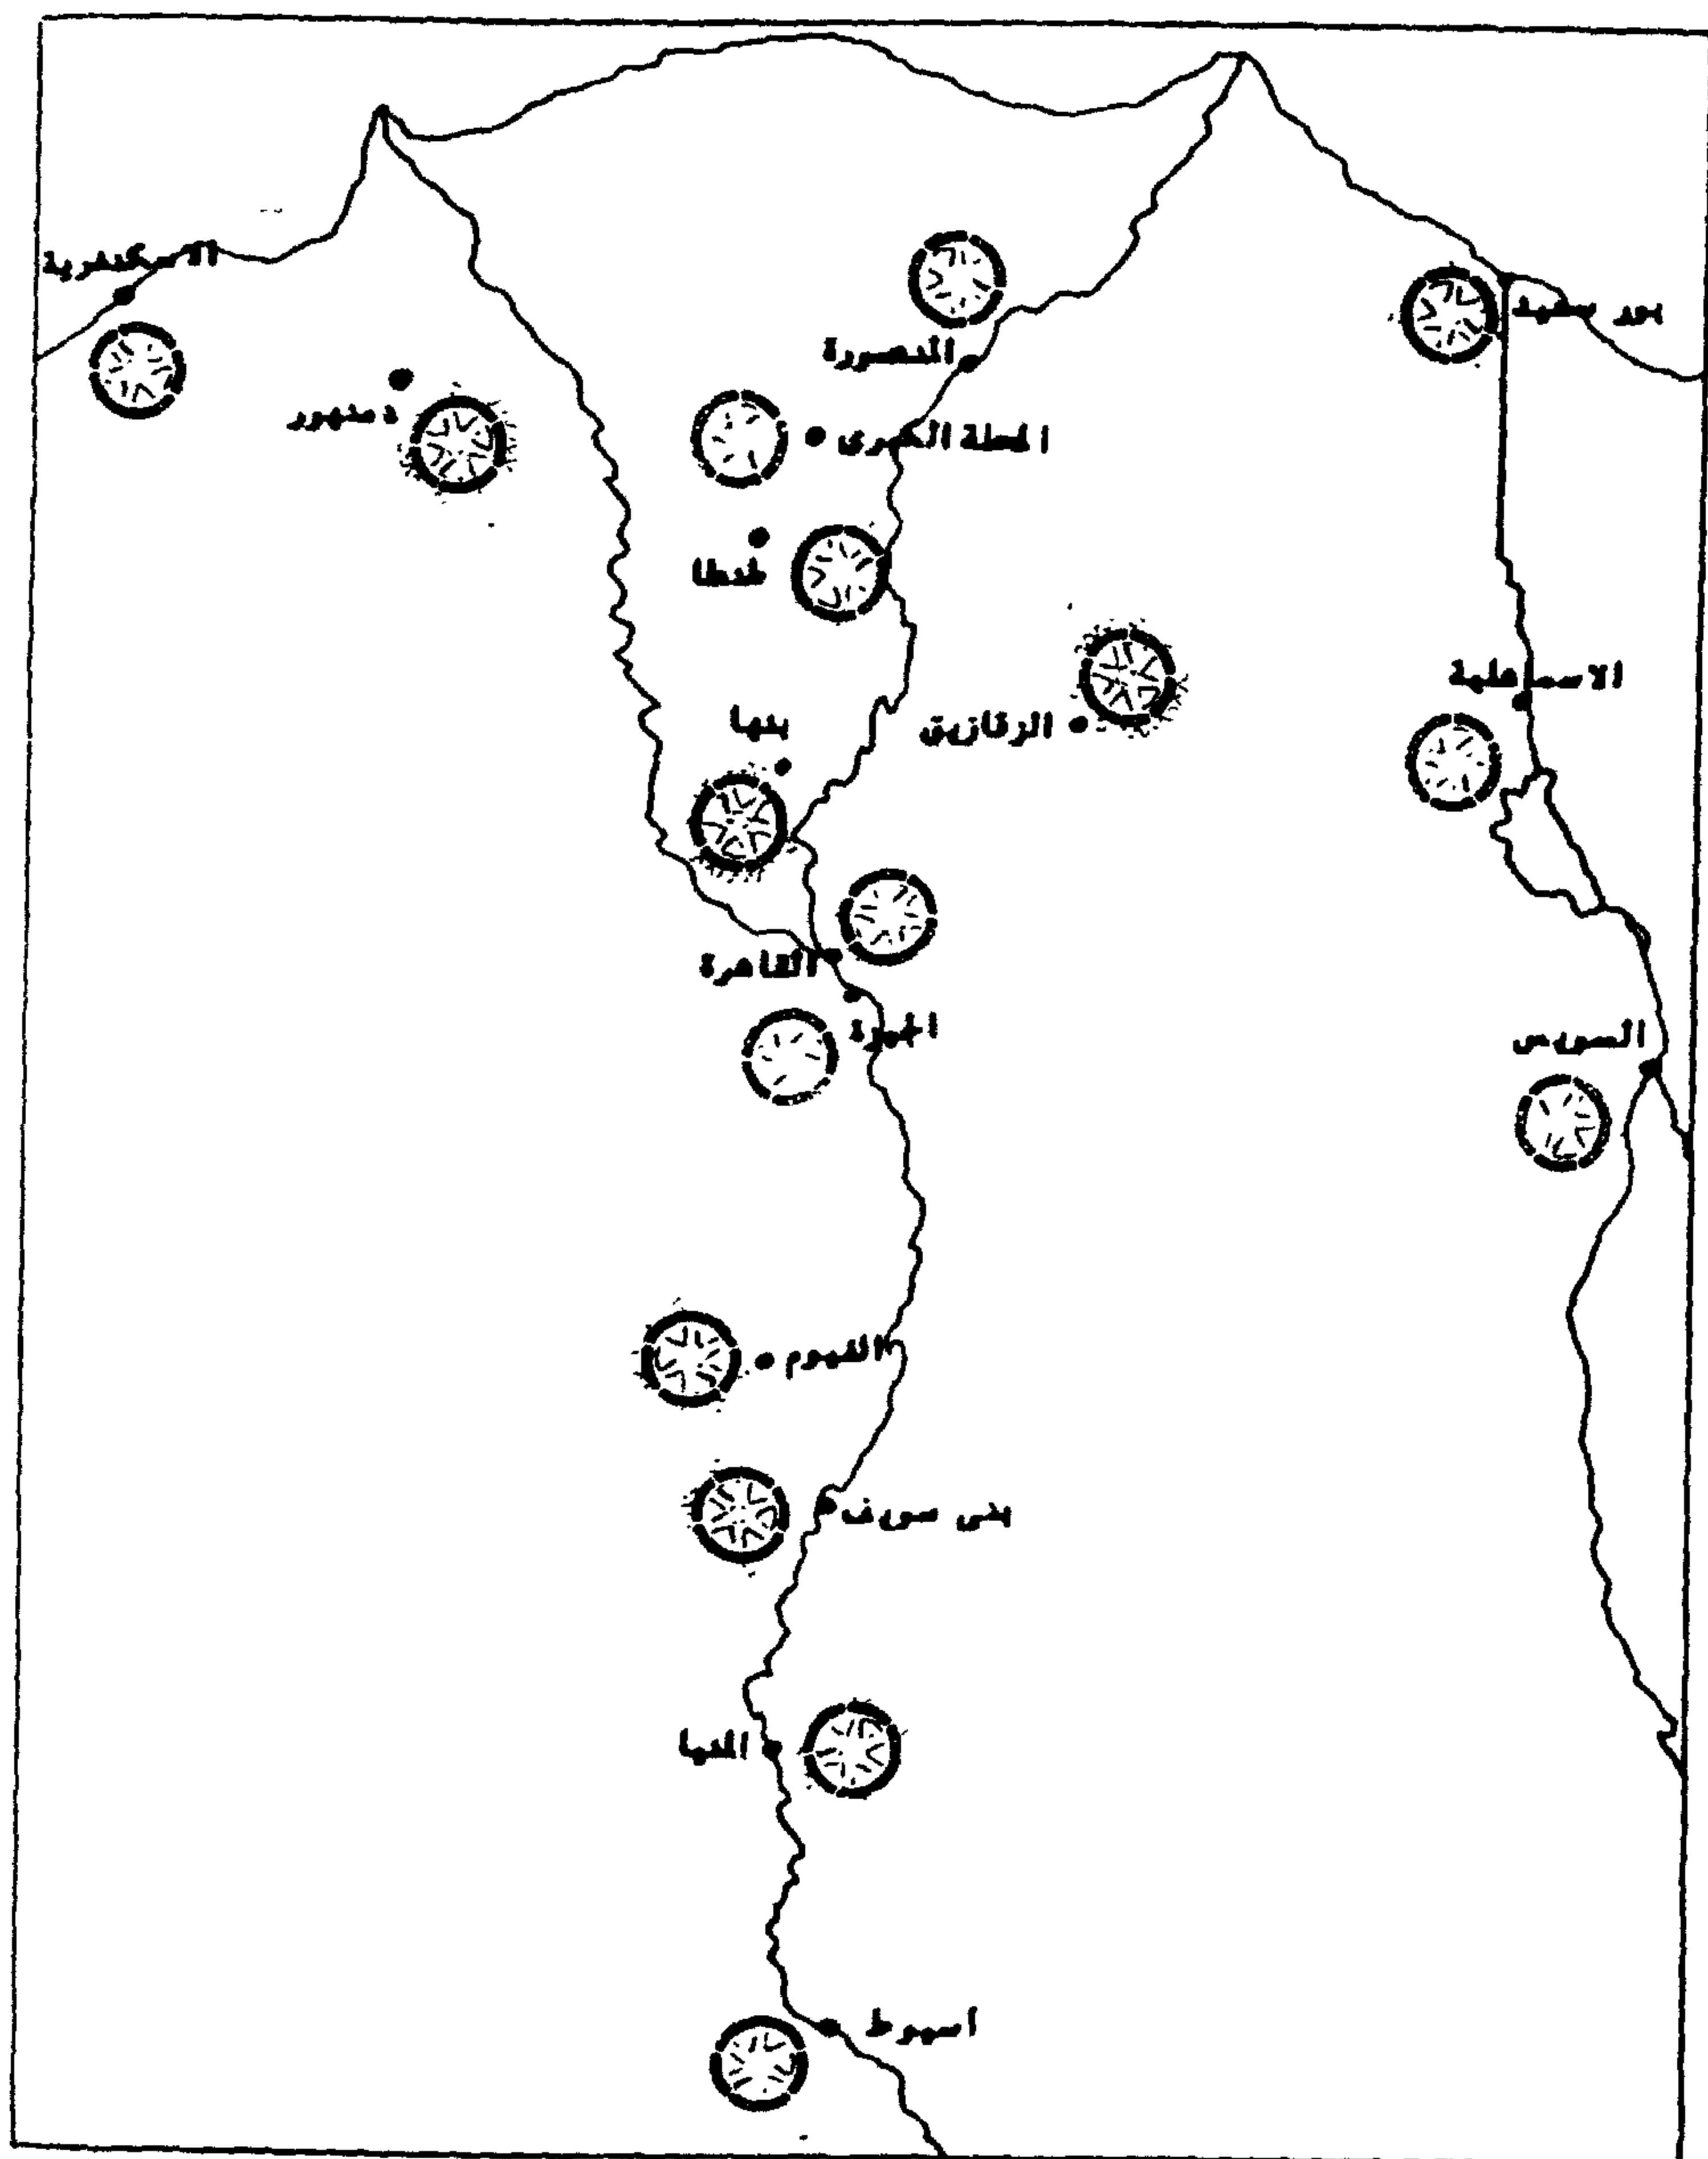 الاسكندرية
بور سعيد
المنصورة
دمنهور
المحلة الكبرى
طنطا
الاسماعلية
بنها
الزقازيق
القاهرة
الجيزة
السويس
الفيوم
بنى سويف
المنيا
اسيوط